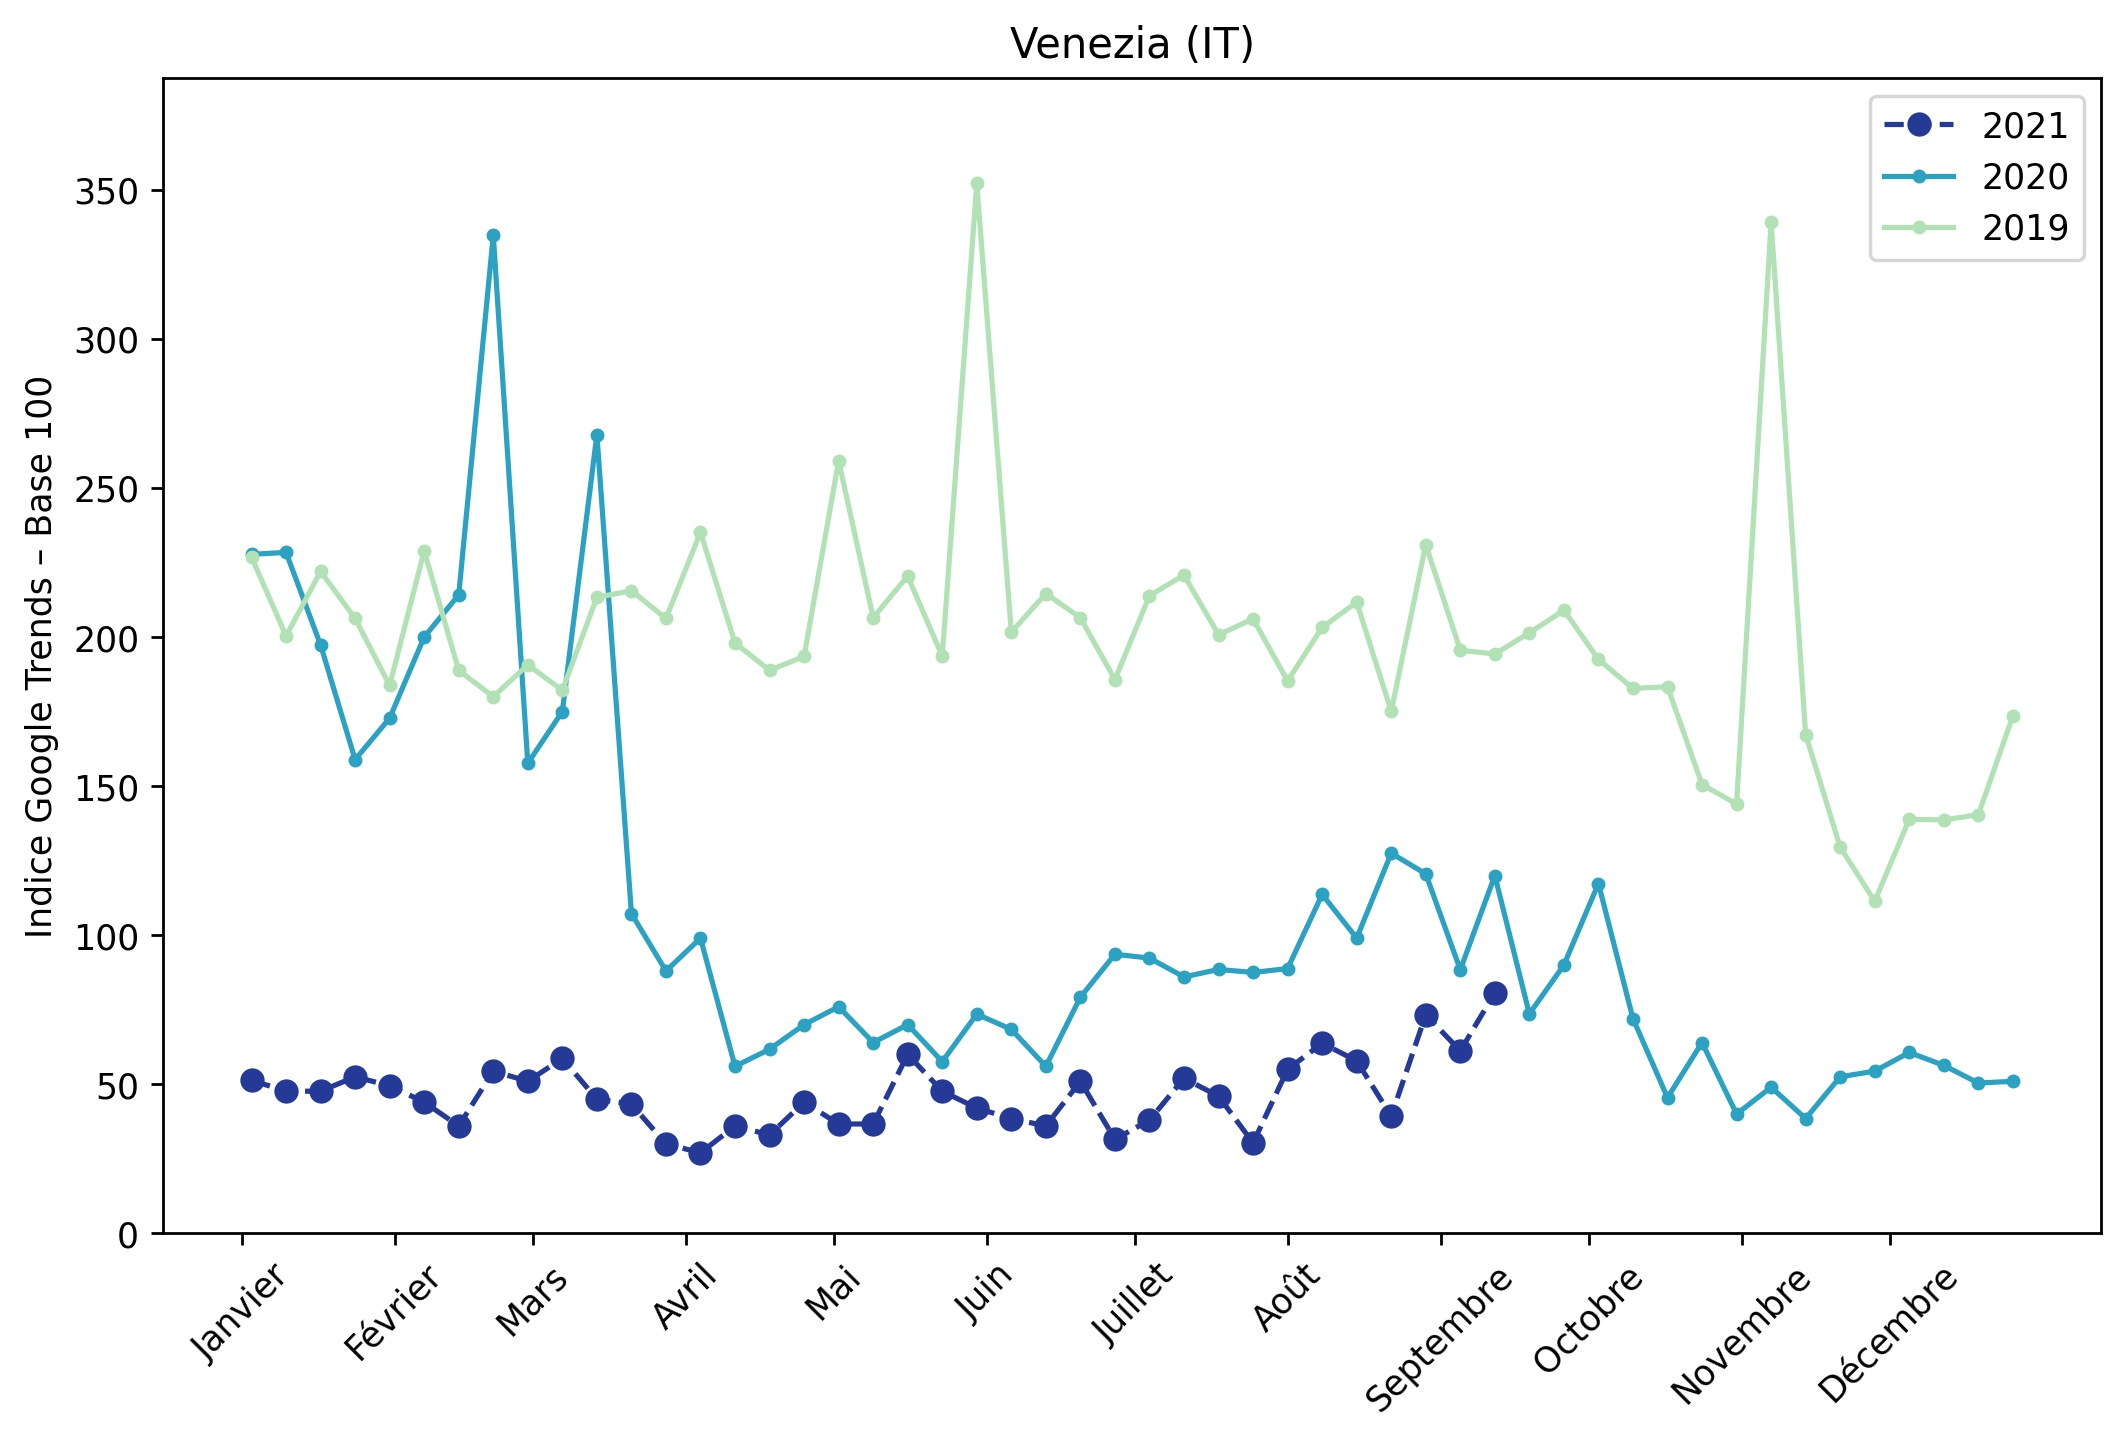 Venezia (IT)
Indice Google Trends – Base 100
350
300
250
200
150
100
50
0
2021
2020
2019
Janvier
Février
Mars
Avril
Mai
Juin
Juillet
Août
Septembre
Octobre
Novembre
Décembre